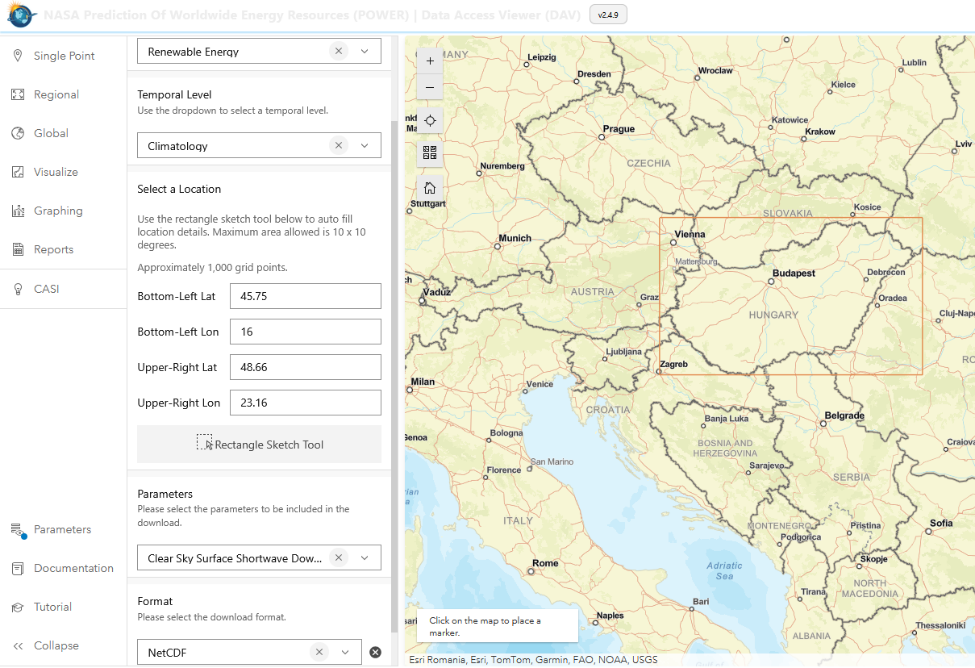 NASA Prediction Of Worldwide Energy Resources (POWER) | Data Access Viewer (DAV) v2.4.9
Single Point
Regional
Global
Visualize
Graphing
Reports
CASI
Parameters
Documentation
Tutorial
Collapse
Renewable Energy
Temporal Level
Use the dropdown to select a temporal level.
Climatology
Select a Location
Use the rectangle sketch tool below to auto fill
location details. Maximum area allowed is 10 x 10
degrees.
Approximately 1,000 grid points.
Bottom-Left Lat 45.75
Bottom-Left Lon 16
Upper-Right Lat 48.66
Upper-Right Lon 23.16
Rectangle Sketch Tool
Parameters
Please select the parameters to be included in the
download.
Clear Sky Surface Shortwave Dow...
Format
Please select the download format.
NetCDF
MANY
Leipzig
Dresden
Wroclaw
Lublin
Kielce
Katowice
Krakow
Lviv
Prague
CZECHIA
Nuremberg
Stuttgart
SLOVAKIA
Kosice
Munich
Vienna
Mattersburg
Budapest
Debrecen
Vaduz
AUSTRIA
Graz
Oradea
HUNGARY
Cluj-Nap
Ljubljana
Zagreb
RO
Milan
Venice
CROATIA
Banja Luka
Belgrade
Bologna
BOSNIA AND
HERZEGOVINA
Craiova
enoa
Florence
San Marino
Sarajevo
SERBIA
ITALY
MONTENEGRO
Podgorica
Pristina
Sofia
Skopje
Rome
Adriatic
Sea
NORTH
MACEDONIA
Tirana
Bari
Naples
Thessaloniki
ALBANIA
Click on the map to place a
marker.
Esri Romania, Esri, TomTom, Garmin, FAO, NOAA, USGS